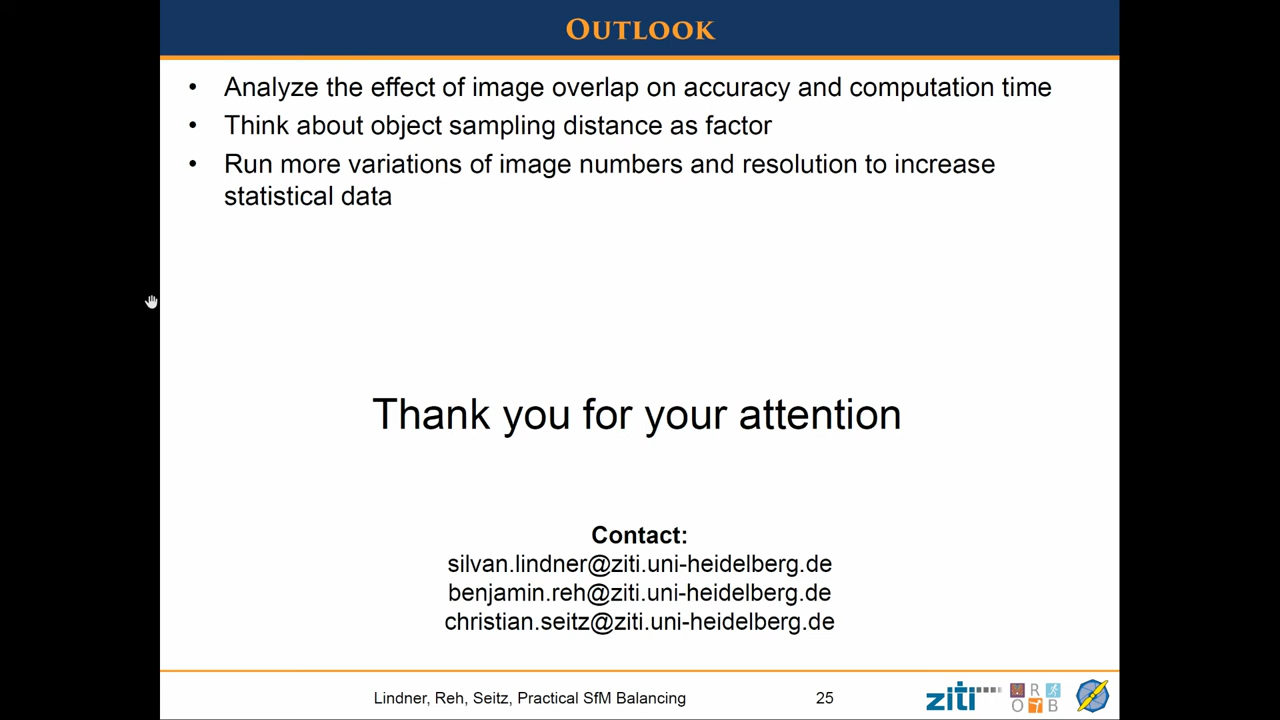 OUTLOOK
• Analyze the effect of image overlap on accuracy and computation time
• Think about object sampling distance as factor
• Run more variations of image numbers and resolution to increase
statistical data
Thank you for your attention
Contact:
silvan.lindner@ziti.uni-heidelberg.de
benjamin.reh@ziti.uni-heidelberg.de
christian.seitz@ziti.uni-heidelberg.de
Lindner, Reh, Seitz, Practical SfM Balancing
25
ziti
R
O B